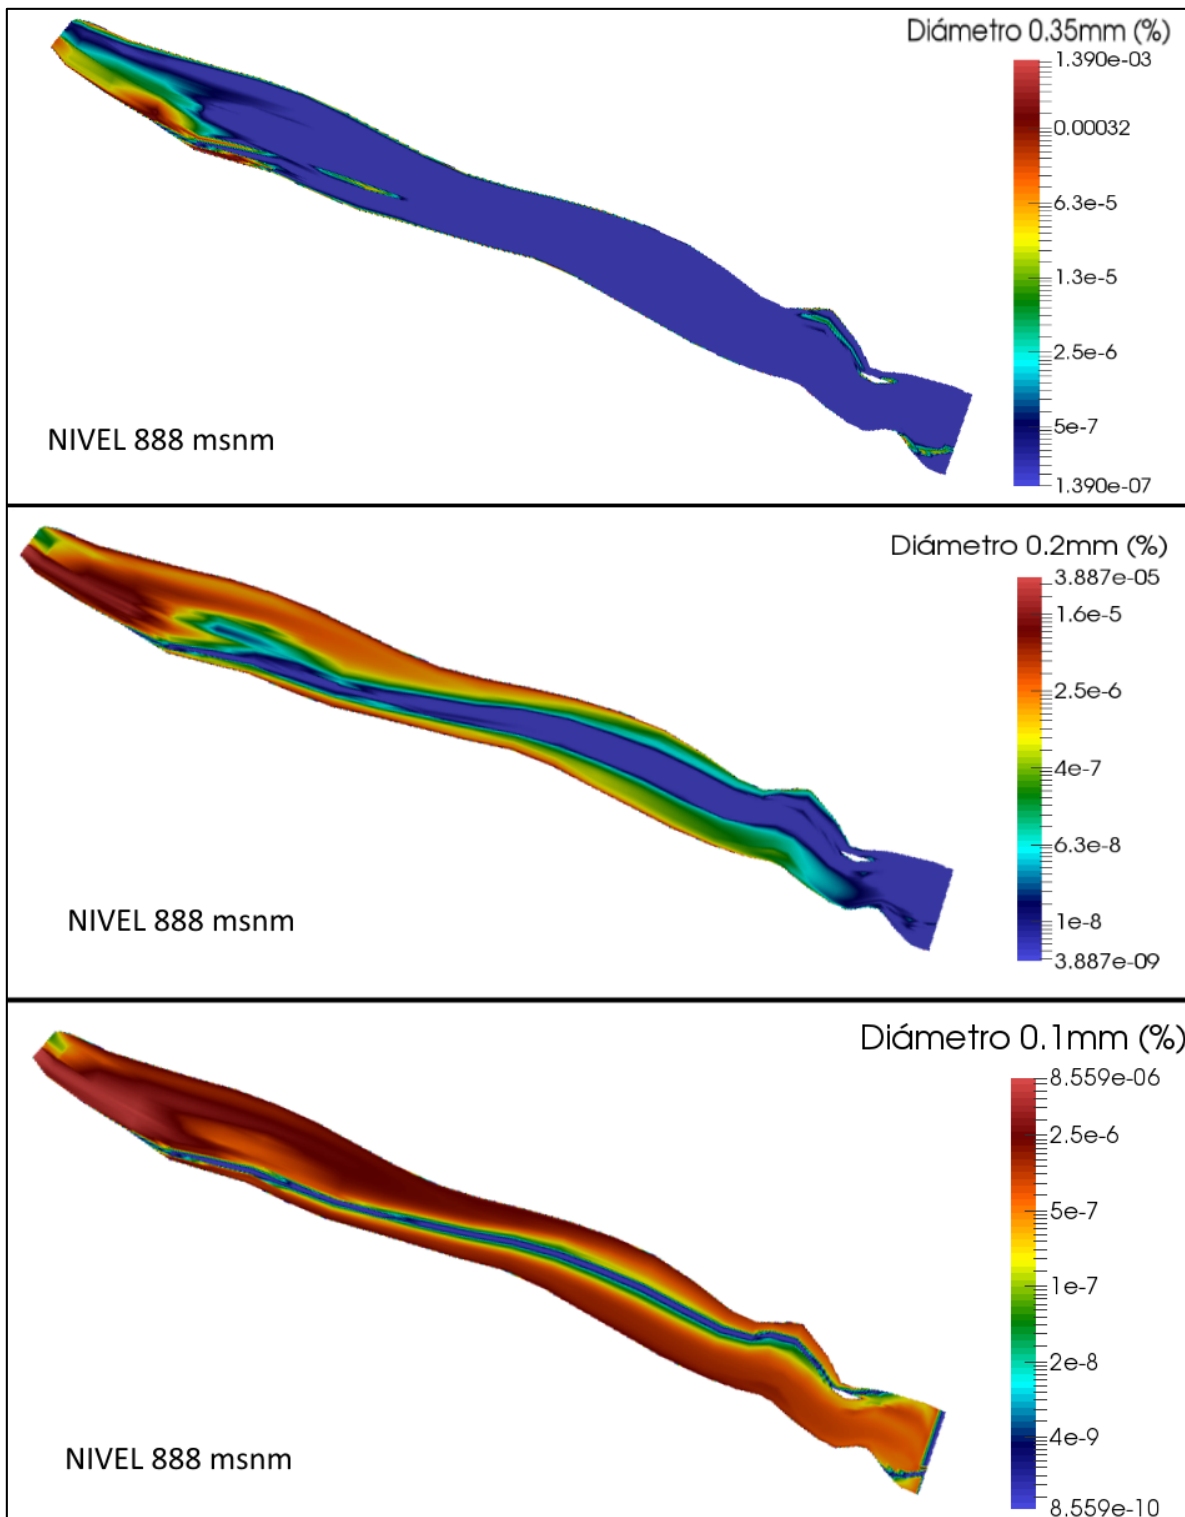 Diámetro 0.35mm (%)
1.390e-03
0.00032
6.3e-5
1.3e-5
2.5e-6
5e-7
1.390e-07
NIVEL 888 msnm
Diámetro 0.2mm (%)
3.887e-05
1.6e-5
2.5e-6
4e-7
6.3e-8
1e-8
3.887e-09
NIVEL 888 msnm
Diámetro 0.1mm (%)
8.559e-06
2.5e-6
5e-7
1e-7
2e-8
4e-9
8.559e-10
NIVEL 888 msnm